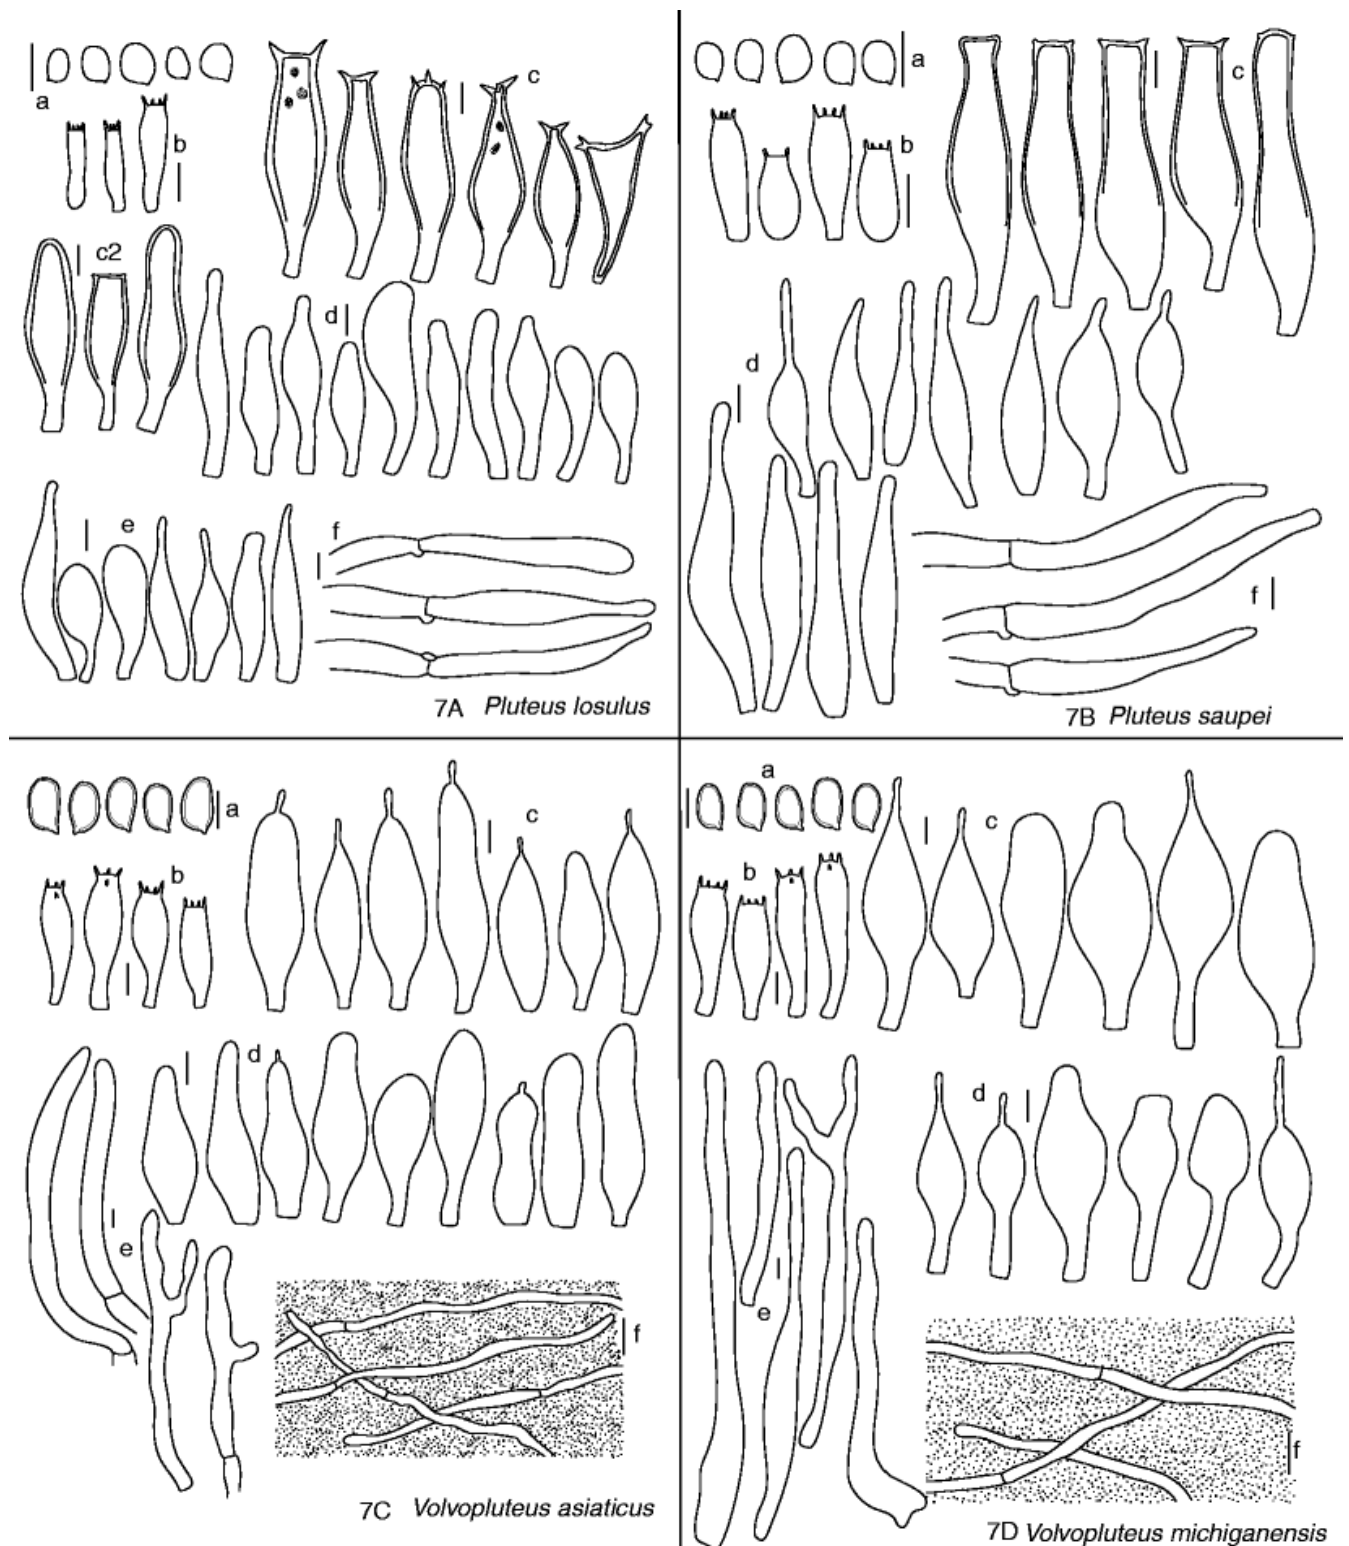 a
b
c
c2
d
e
f
7A Pluteus losulus
a
b
c
d
f
7B Pluteus saupei
a
b
c
d
e
f
7C Volvopluteus asiaticus
a
b
c
d
e
f
7D Volvopluteus michiganensis